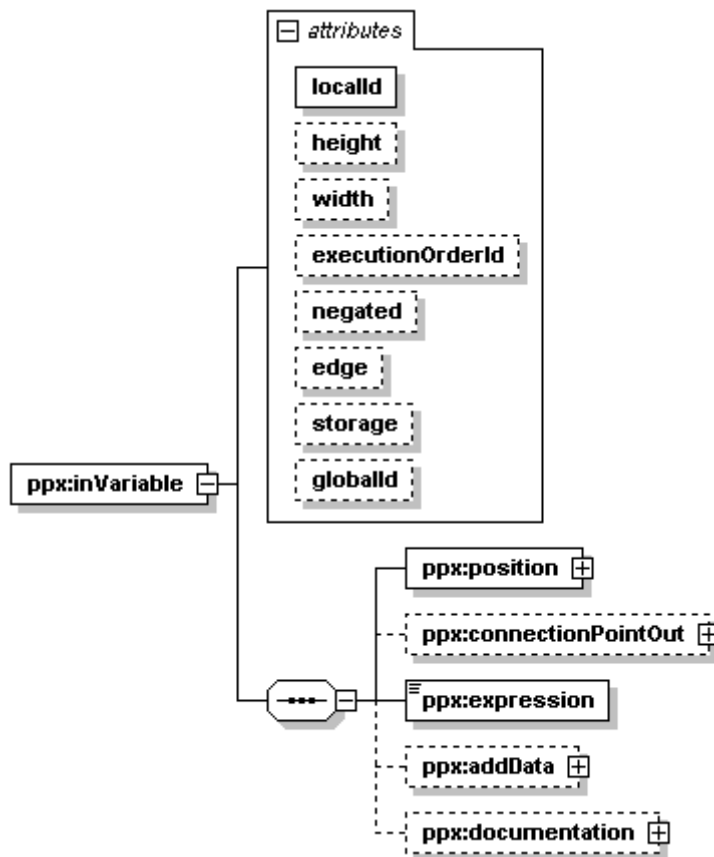 attributes
localId
height
width
executionOrderId
negated
edge
storage
globalId
ppx:inVariable
ppx:position
ppx:connectionPointOut
ppx:expression
ppx:addData
ppx:documentation